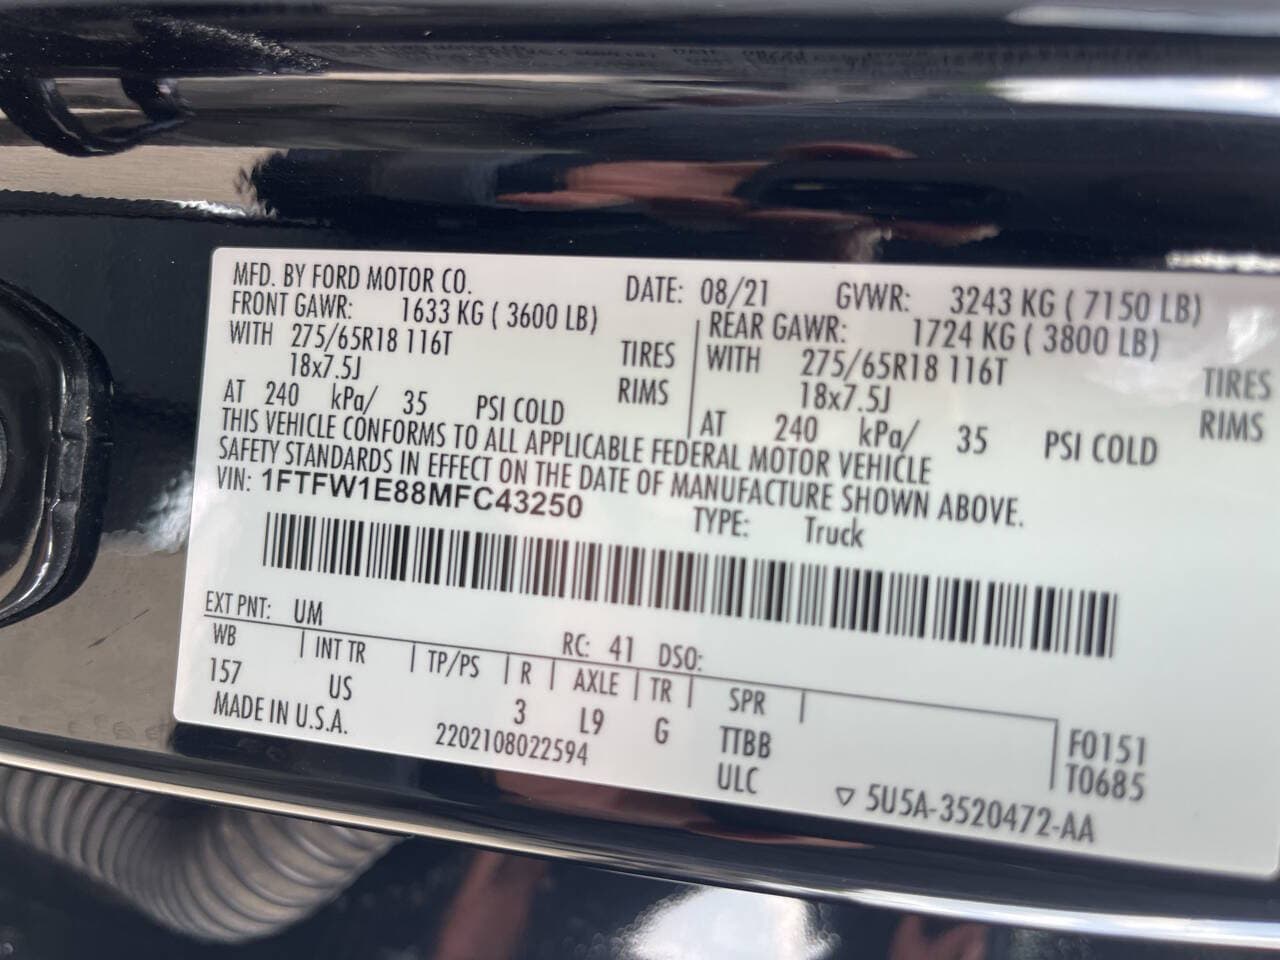 MFD. BY FORD MOTOR CO. DATE: 08/21 GVWR: 3243 KG ( 7150 LB)
FRONT GAWR: 1633 KG ( 3600 LB) REAR GAWR: 1724 KG ( 3800 LB)
WITH 275/65R18 116T TIRES WITH 275/65R18 116T TIRES
18x7.5J RIMS 18x7.5J RIMS
AT 240 kPa/ 35 PSI COLD AT 240 kPa/ 35 PSI COLD
THIS VEHICLE CONFORMS TO ALL APPLICABLE FEDERAL MOTOR VEHICLE
SAFETY STANDARDS IN EFFECT ON THE DATE OF MANUFACTURE SHOWN ABOVE.
VIN: 1FTFW1E88MFC43250 TYPE: Truck
EXT PNT: UM RC: 41 DSO:
WB INT TR TP/PS R AXLE TR SPR
157 US 3 L9 G TTBB F0151
MADE IN U.S.A. 2202108022594 ULC T0685
▽ 5U5A-3520472-AA